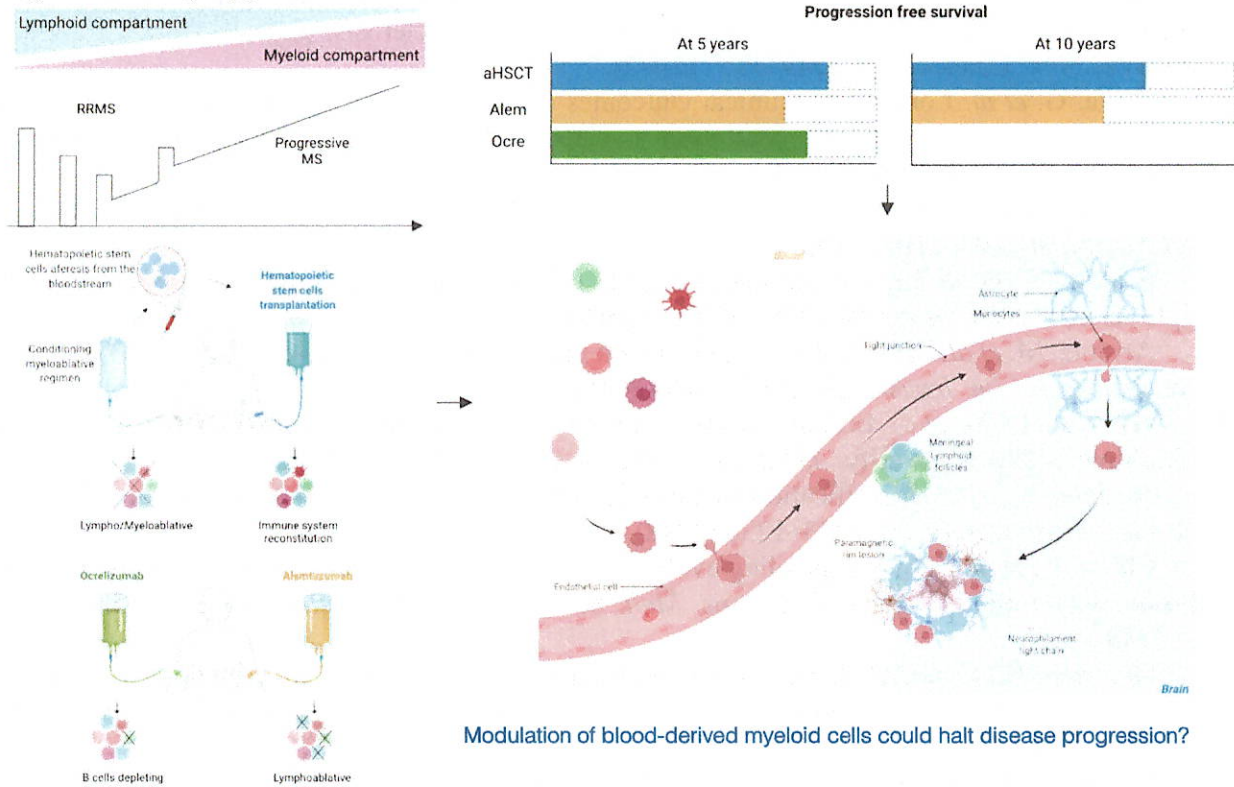 Lymphoid compartment
Myeloid compartment
RRMS
Progressive
MS
Hematopoietic stem
cells aferesis from the
bloodstream
Hematopoietic
stem cells
transplantation
Conditioning
myeloablative
regimen
Lympho/Myeloablative
Immune system
reconstitution
Ocrelizumab
Alemtuzumab
B cells depleting
Lymphoablative
Progression free survival
At 5 years
At 10 years
aHSCT
Alem
Ocre
Blood
Astrocyte
Monocytes
Tight junction
Meningeal
Lymphoid
follicles
Paramagnetic
rim lesion
Endothelial cell
Neurophilament
light chain
Brain
Modulation of blood-derived myeloid cells could halt disease progression?